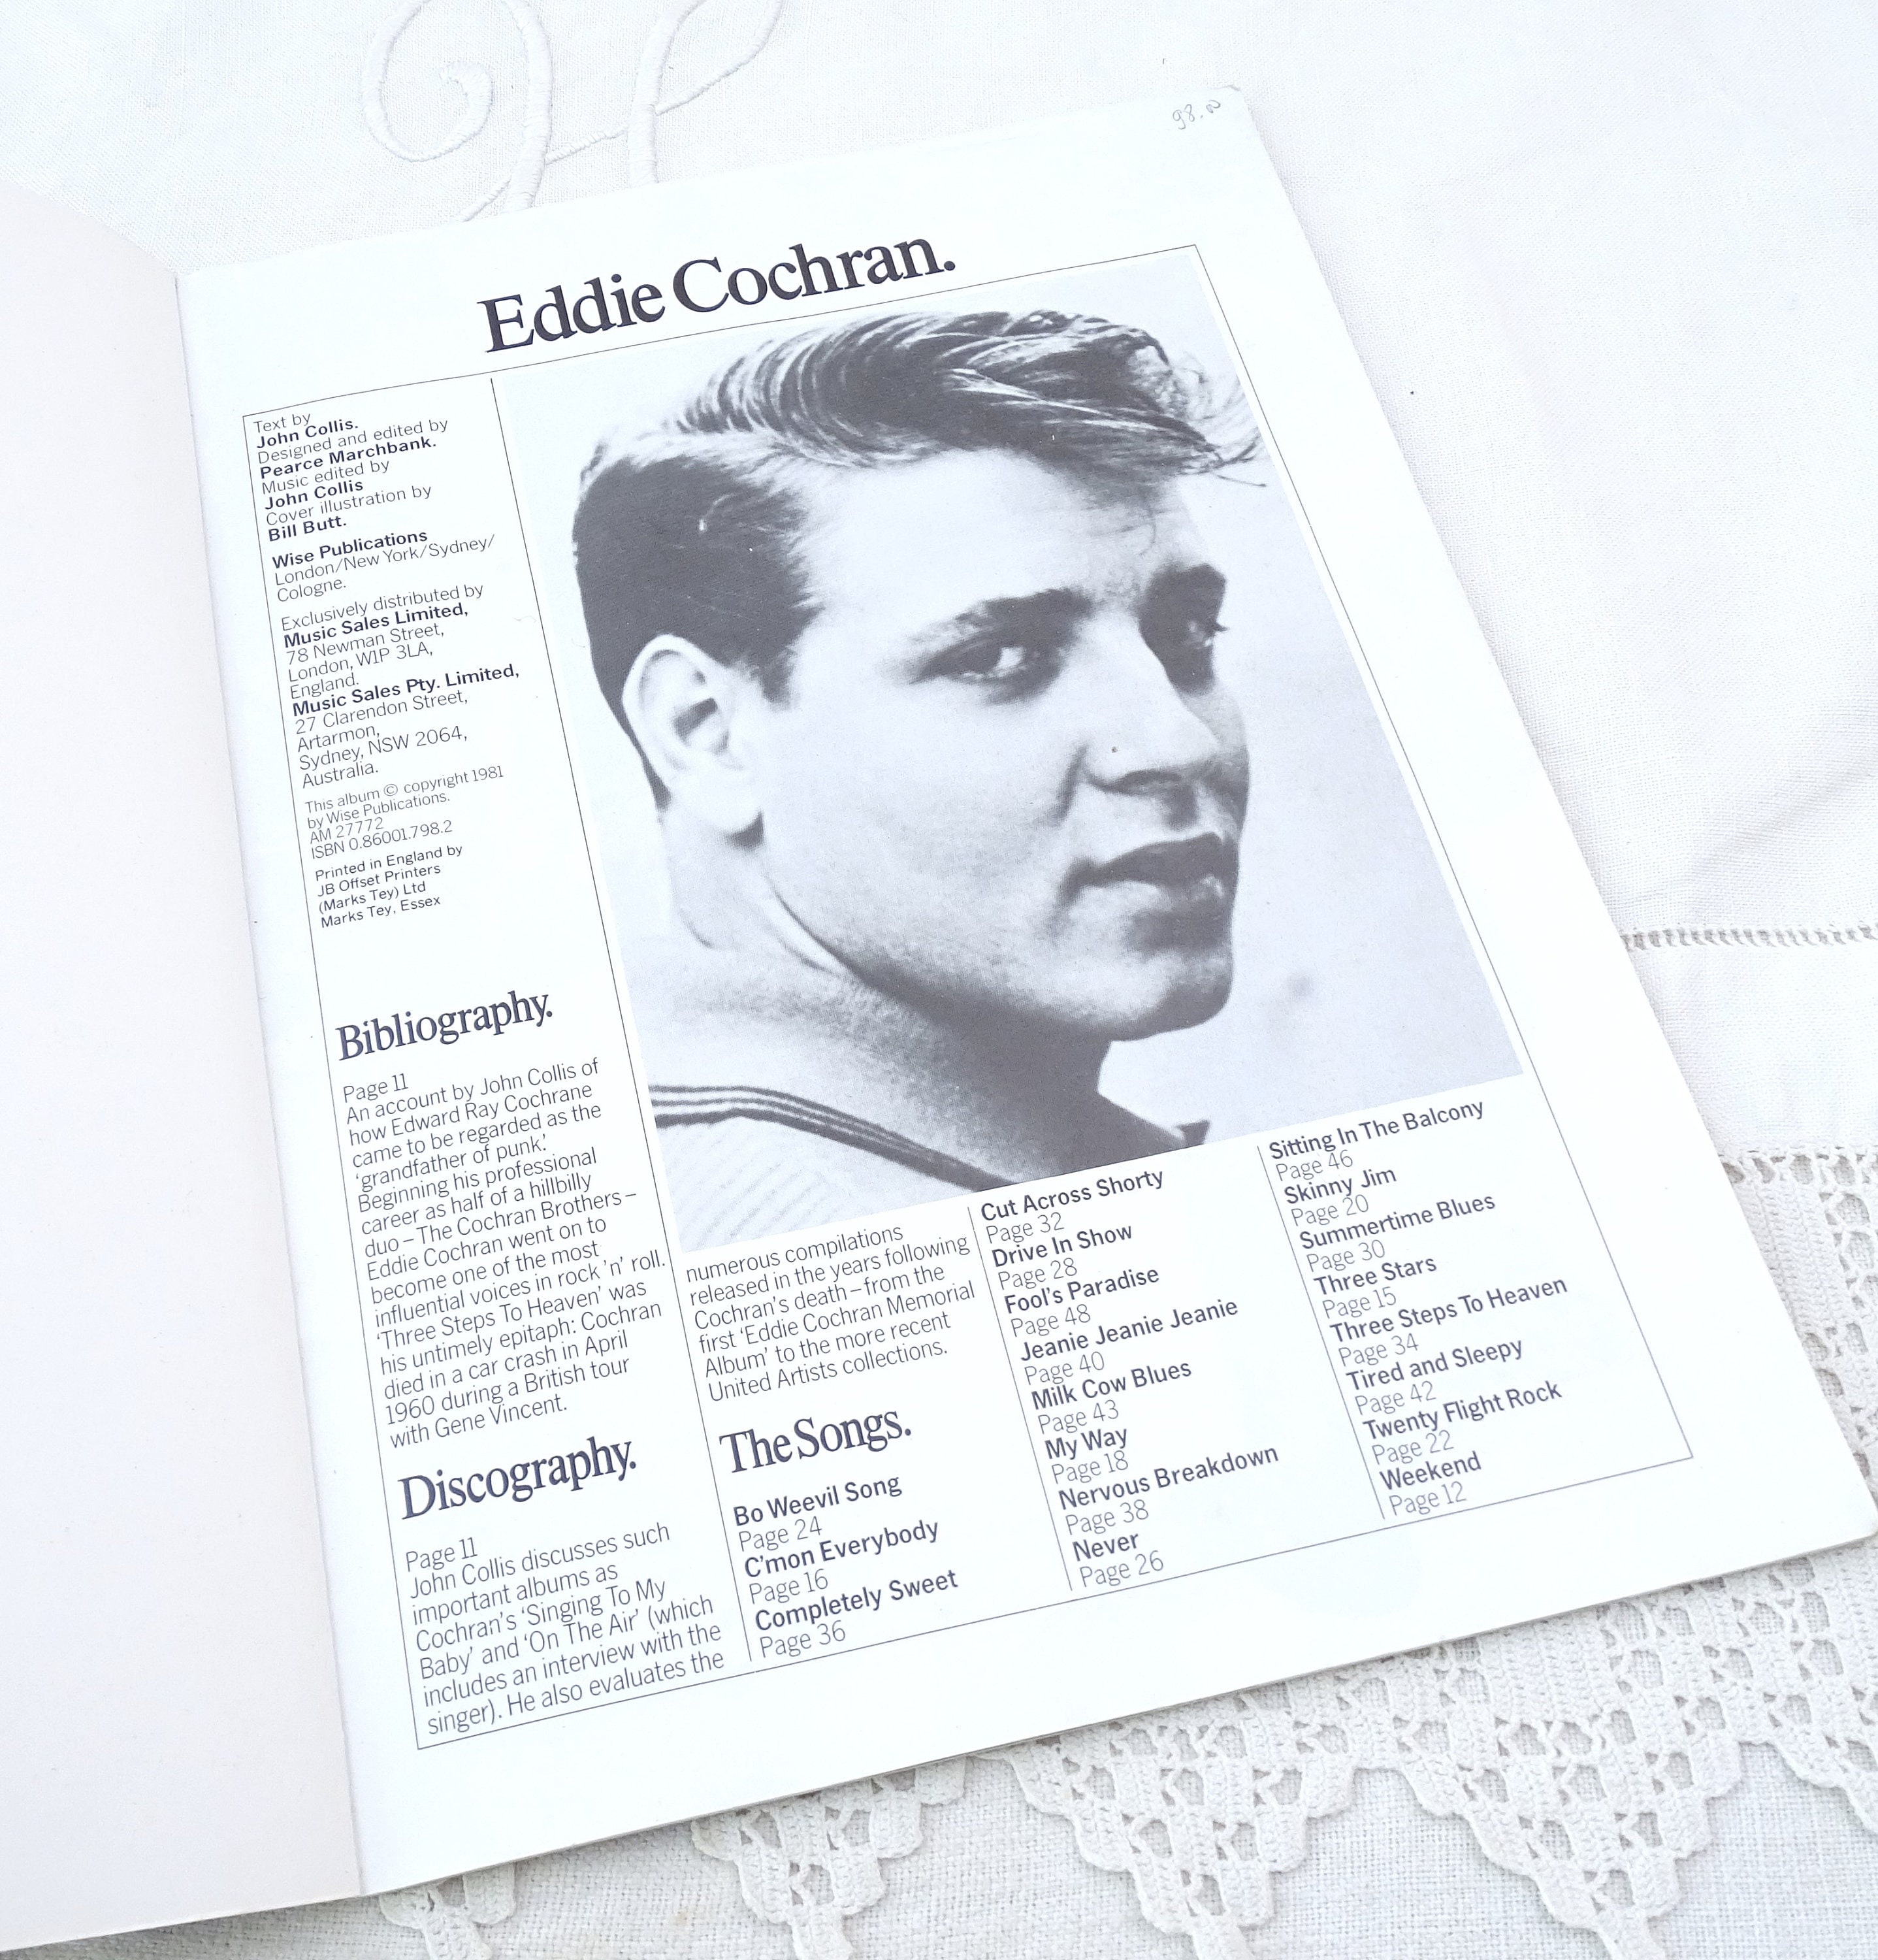 98.00
Eddie Cochran.
Text by
John Collis.
Designed and edited by
Pearce Marchbank.
Music edited by
John Collis
Cover illustration by
Bill Butt.
Wise Publications
London/New York/Sydney/
Cologne.
Exclusively distributed by
Music Sales Limited,
78 Newman Street,
London, W1P 3LA,
England.
Music Sales Pty. Limited,
27 Clarendon Street,
Artarmon,
Sydney, NSW 2064,
Australia.
This album © copyright 1981
by Wise Publications.
AM 27772
ISBN 0.86001.798.2
Printed in England by
JB Offset Printers
(Marks Tey) Ltd
Marks Tey, Essex
Bibliography.
Page 11
An account by John Collis of
how Edward Ray Cochrane
came to be regarded as the
‘grandfather of punk’.
Beginning his professional
career as half of a hillbilly
duo – The Cochran Brothers –
Eddie Cochran went on to
become one of the most
influential voices in rock ’n’ roll.
‘Three Steps To Heaven’ was
his untimely epitaph: Cochran
died in a car crash in April
1960 during a British tour
with Gene Vincent.
Discography.
Page 11
John Collis discusses such
important albums as
Cochran’s ‘Singing To My
Baby’ and ‘On The Air’ (which
includes an interview with the
singer). He also evaluates the
numerous compilations
released in the years following
Cochran’s death – from the
first ‘Eddie Cochran Memorial
Album’ to the more recent
United Artists collections.
The Songs.
Bo Weevil Song
Page 24
C’mon Everybody
Page 16
Completely Sweet
Page 36
Cut Across Shorty
Page 32
Drive In Show
Page 28
Fool’s Paradise
Page 48
Jeanie Jeanie Jeanie
Page 40
Milk Cow Blues
Page 43
My Way
Page 18
Nervous Breakdown
Page 38
Never
Page 26
Sitting In The Balcony
Page 46
Skinny Jim
Page 20
Summertime Blues
Page 30
Three Stars
Page 15
Three Steps To Heaven
Page 34
Tired and Sleepy
Page 42
Twenty Flight Rock
Page 22
Weekend
Page 12